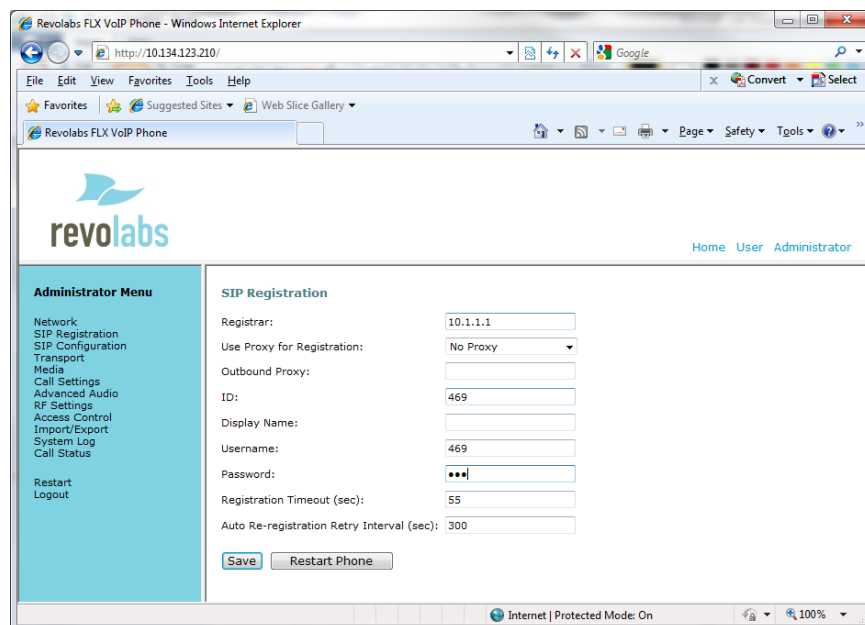 Revolabs FLX VoIP Phone - Windows Internet Explorer
http://10.134.123.210/
Google
File Edit View Favorites Tools Help
x Convert Select
Favorites Suggested Sites Web Slice Gallery
Revolabs FLX VoIP Phone
Page Safety Tools »
revolabs
Home User Administrator
Administrator Menu
Network
SIP Registration
SIP Configuration
Transport
Media
Call Settings
Advanced Audio
RF Settings
Access Control
Import/Export
System Log
Call Status
Restart
Logout
SIP Registration
Registrar: 10.1.1.1
Use Proxy for Registration: No Proxy
Outbound Proxy:
ID: 469
Display Name:
Username: 469
Password: •••
Registration Timeout (sec): 55
Auto Re-registration Retry Interval (sec): 300
Save Restart Phone
Internet | Protected Mode: On 100%